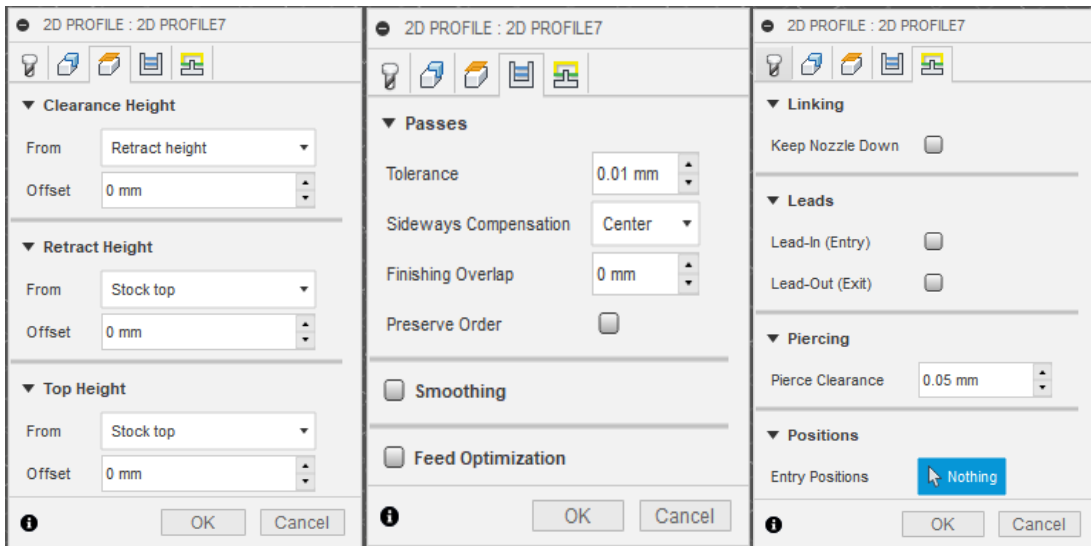 2D PROFILE : 2D PROFILE7
Clearance Height
From Retract height
Offset 0 mm
Retract Height
From Stock top
Offset 0 mm
Top Height
From Stock top
Offset 0 mm
OK Cancel
2D PROFILE : 2D PROFILE7
Passes
Tolerance 0.01 mm
Sideways Compensation Center
Finishing Overlap 0 mm
Preserve Order
Smoothing
Feed Optimization
OK Cancel
2D PROFILE : 2D PROFILE7
Linking
Keep Nozzle Down
Leads
Lead-In (Entry)
Lead-Out (Exit)
Piercing
Pierce Clearance 0.05 mm
Positions
Entry Positions Nothing
OK Cancel